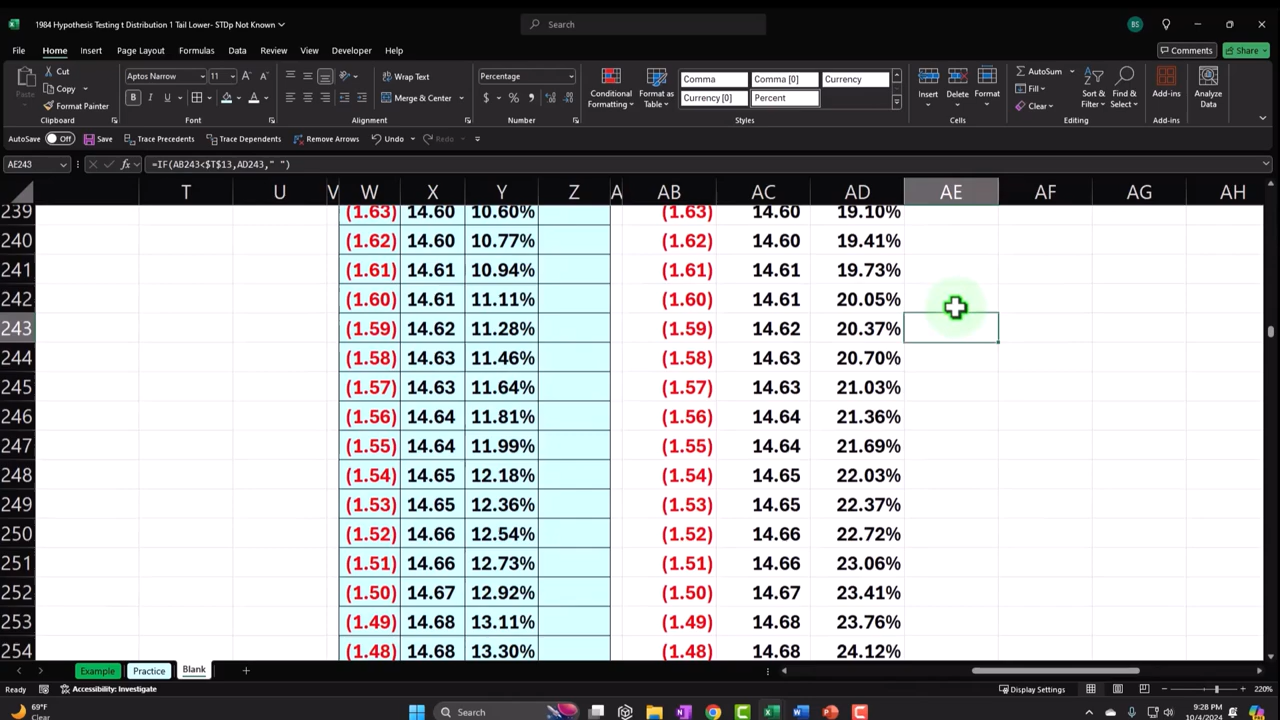 1984 Hypothesis Testing t Distribution 1 Tail Lower- STDp Not Known
Search
BS
File Home Insert Page Layout Formulas Data Review View Developer Help
Comments Share
Paste
Cut
Copy
Format Painter
Clipboard
Aptos Narrow 11
B I U
Font
Wrap Text
Merge & Center
Alignment
Percentage
Number
Conditional Formatting
Format as Table
Comma Comma [0] Currency
Currency [0] Percent
Styles
Insert Delete Format
Cells
AutoSum
Fill
Clear
Sort & Filter
Find & Select
Editing
Add-ins
Add-ins
Analyze Data
AutoSave Off Save Trace Precedents Trace Dependents Remove Arrows Undo Redo
AE243 fx =IF(AB243<$T$13,AD243," ")
T U V W X Y Z A AB AC AD AE AF AG AH
239 (1.63) 14.60 10.60% (1.63) 14.60 19.10%
240 (1.62) 14.60 10.77% (1.62) 14.60 19.41%
241 (1.61) 14.61 10.94% (1.61) 14.61 19.73%
242 (1.60) 14.61 11.11% (1.60) 14.61 20.05%
243 (1.59) 14.62 11.28% (1.59) 14.62 20.37%
244 (1.58) 14.63 11.46% (1.58) 14.63 20.70%
245 (1.57) 14.63 11.64% (1.57) 14.63 21.03%
246 (1.56) 14.64 11.81% (1.56) 14.64 21.36%
247 (1.55) 14.64 11.99% (1.55) 14.64 21.69%
248 (1.54) 14.65 12.18% (1.54) 14.65 22.03%
249 (1.53) 14.65 12.36% (1.53) 14.65 22.37%
250 (1.52) 14.66 12.54% (1.52) 14.66 22.72%
251 (1.51) 14.66 12.73% (1.51) 14.66 23.06%
252 (1.50) 14.67 12.92% (1.50) 14.67 23.41%
253 (1.49) 14.68 13.11% (1.49) 14.68 23.76%
254 (1.48) 14.68 13.30% (1.48) 14.68 24.12%
Example Practice Blank
Ready Accessibility: Investigate Display Settings 220%
69°F
Clear
Search
9:28 PM
10/4/2024